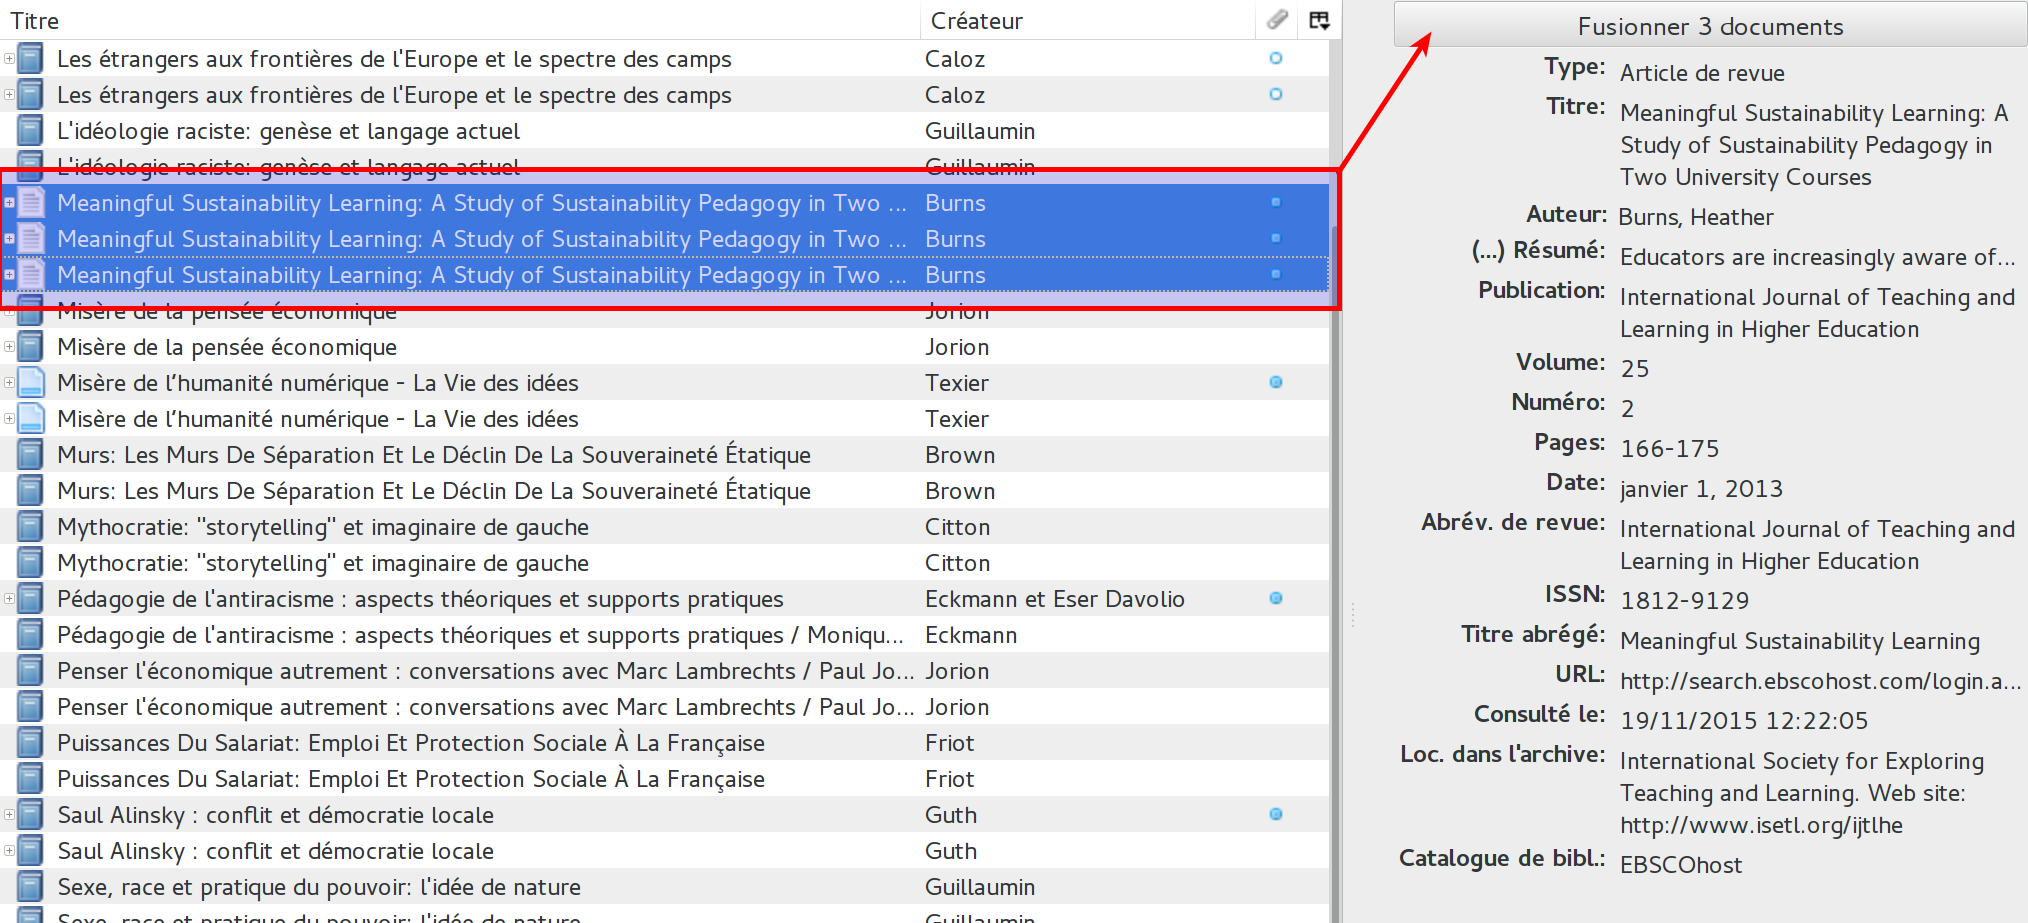 Titre Créateur
Les étrangers aux frontières de l'Europe et le spectre des camps Caloz
Les étrangers aux frontières de l'Europe et le spectre des camps Caloz
L'idéologie raciste: genèse et langage actuel Guillaumin
L'idéologie raciste: genèse et langage actuel Guillaumin
Meaningful Sustainability Learning: A Study of Sustainability Pedagogy in Two ... Burns
Meaningful Sustainability Learning: A Study of Sustainability Pedagogy in Two ... Burns
Meaningful Sustainability Learning: A Study of Sustainability Pedagogy in Two ... Burns
Misère de la pensée économique Jorion
Misère de la pensée économique Jorion
Misère de l’humanité numérique - La Vie des idées Texier
Misère de l’humanité numérique - La Vie des idées Texier
Murs: Les Murs De Séparation Et Le Déclin De La Souveraineté Étatique Brown
Murs: Les Murs De Séparation Et Le Déclin De La Souveraineté Étatique Brown
Mythocratie: "storytelling" et imaginaire de gauche Citton
Mythocratie: "storytelling" et imaginaire de gauche Citton
Pédagogie de l'antiracisme : aspects théoriques et supports pratiques Eckmann et Eser Davolio
Pédagogie de l'antiracisme : aspects théoriques et supports pratiques / Moniqu... Eckmann
Penser l'économique autrement : conversations avec Marc Lambrechts / Paul Jo... Jorion
Penser l'économique autrement : conversations avec Marc Lambrechts / Paul Jo... Jorion
Puissances Du Salariat: Emploi Et Protection Sociale À La Française Friot
Puissances Du Salariat: Emploi Et Protection Sociale À La Française Friot
Saul Alinsky : conflit et démocratie locale Guth
Saul Alinsky : conflit et démocratie locale Guth
Sexe, race et pratique du pouvoir: l'idée de nature Guillaumin
Sexe, race et pratique du pouvoir: l'idée de nature Guillaumin
Fusionner 3 documents
Type: Article de revue
Titre: Meaningful Sustainability Learning: A
Study of Sustainability Pedagogy in
Two University Courses
Auteur: Burns, Heather
(...) Résumé: Educators are increasingly aware of...
Publication: International Journal of Teaching and
Learning in Higher Education
Volume: 25
Numéro: 2
Pages: 166-175
Date: janvier 1, 2013
Abrév. de revue: International Journal of Teaching and
Learning in Higher Education
ISSN: 1812-9129
Titre abrégé: Meaningful Sustainability Learning
URL: http://search.ebscohost.com/login.a...
Consulté le: 19/11/2015 12:22:05
Loc. dans l'archive: International Society for Exploring
Teaching and Learning. Web site:
http://www.isetl.org/ijtlhe
Catalogue de bibl.: EBSCOhost